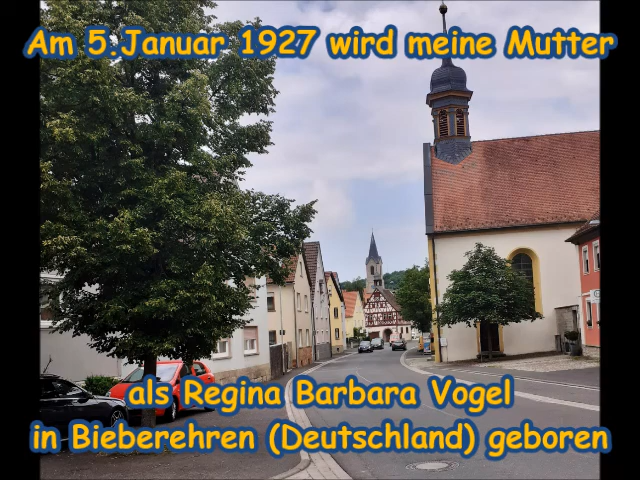 Am 5.Januar 1927 wird meine Mutter
als Regina Barbara Vogel
in Bieberehren (Deutschland) geboren